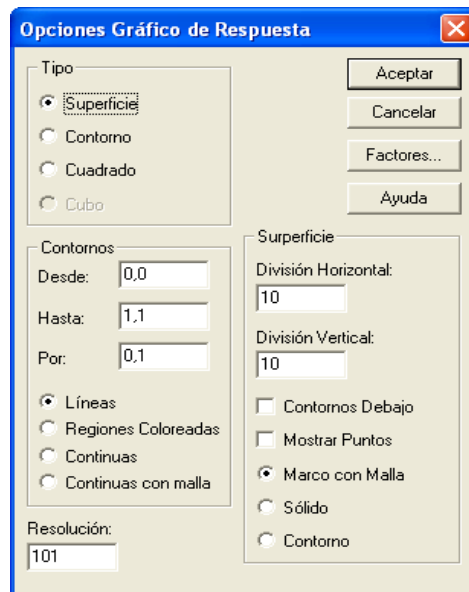 Opciones Gráfico de Respuesta
Tipo
Superficie
Contorno
Cuadrado
Cubo
Aceptar
Cancelar
Factores...
Ayuda
Contornos
Desde: 0,0
Hasta: 1,1
Por: 0,1
Líneas
Regiones Coloreadas
Continuas
Continuas con malla
Resolución:
101
Surperficie
División Horizontal:
10
División Vertical:
10
Contornos Debajo
Mostrar Puntos
Marco con Malla
Sólido
Contorno